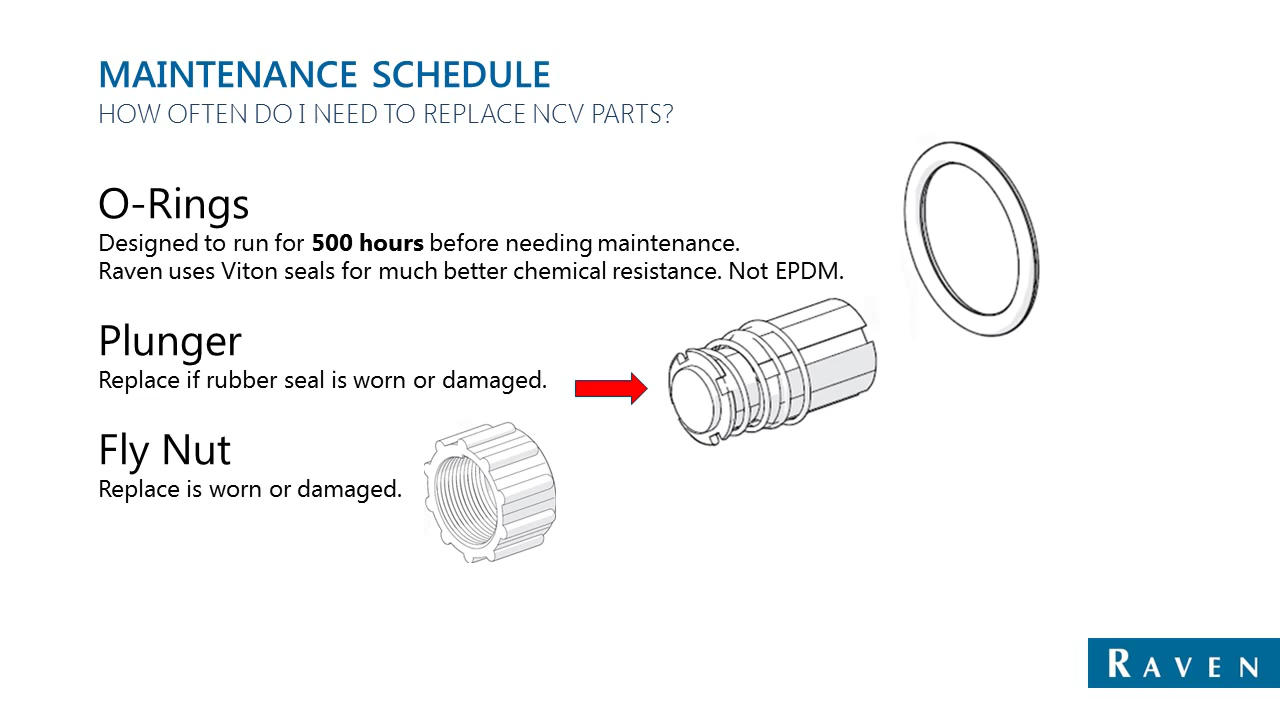 MAINTENANCE SCHEDULE
HOW OFTEN DO I NEED TO REPLACE NCV PARTS?
O-Rings
Designed to run for 500 hours before needing maintenance.
Raven uses Viton seals for much better chemical resistance. Not EPDM.
Plunger
Replace if rubber seal is worn or damaged.
Fly Nut
Replace is worn or damaged.
RAVEN